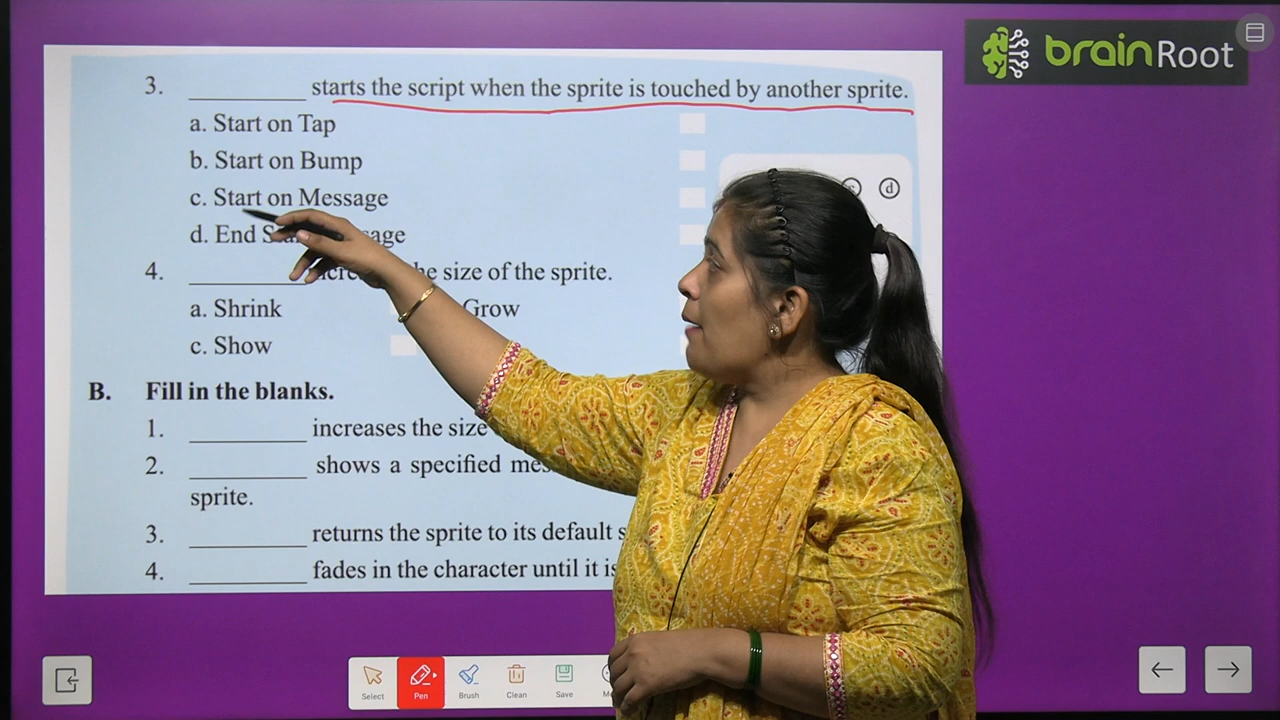 brainRoot
3. __________ starts the script when the sprite is touched by another sprite.
a. Start on Tap
b. Start on Bump
c. Start on Message
d. End
4. __________ size of the sprite.
a. Shrink
Grow
c. Show
d
B. Fill in the blanks.
1. __________ increases the size
2. __________ shows a specified
sprite.
3. __________ returns the sprite to its default
4. __________ fades in the character until it is
Select Pen Brush Clean Save